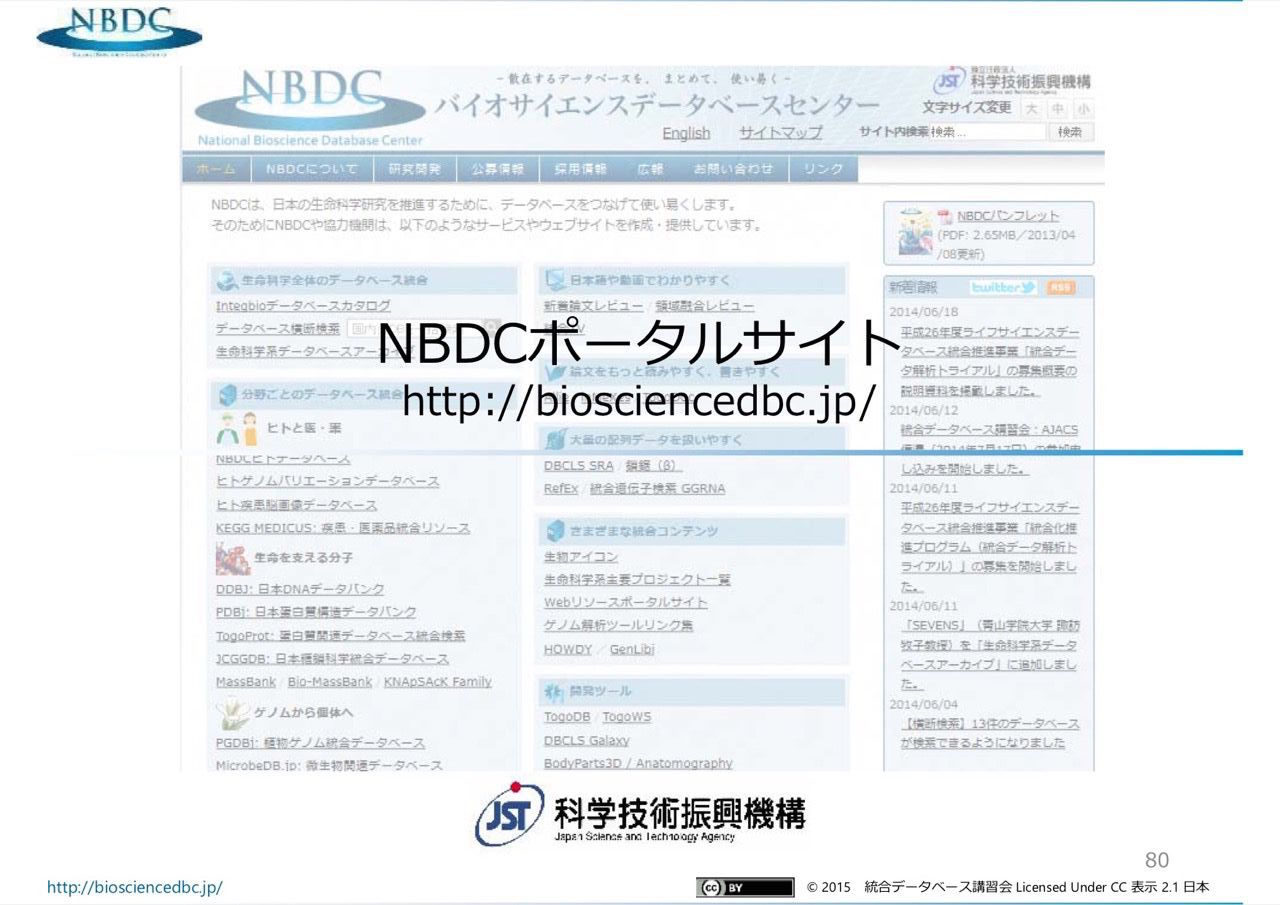 NBDC
NBDC
National Bioscience Database Center
－散在するデータベースを、まとめて、使い易く－
バイオサイエンスデータベースセンター
English サイトマップ
JST 独立行政法人
科学技術振興機構
文字サイズ変更 大 中 小
サイト内検索 検索... 検索
ホーム NBDCについて 研究開発 公募情報 採用情報 広報 お問い合わせ リンク
NBDCは、日本の生命科学研究を推進するために、データベースをつなげて使い易くします。
そのためにNBDCや協力機関は、以下のようなサービスやウェブサイトを作成・提供しています。
生命科学全体のデータベース統合
Integbioデータベースカタログ
データベース横断検索
生命科学系データベースアーカイブ
分野ごとのデータベース統合
ヒトと医・薬
NBDCヒトデータベース
ヒトゲノムバリエーションデータベース
ヒト疾患脳画像データベース
KEGG MEDICUS: 疾患・医薬品統合リソース
生命を支える分子
DDBJ: 日本DNAデータバンク
PDBj: 日本蛋白質構造データバンク
TogoProt: 蛋白質関連データベース統合検索
JCGGDB: 日本糖鎖科学統合データベース
MassBank / Bio-MassBank / KNApSAcK Family
ゲノムから個体へ
PGDBj: 植物ゲノム統合データベース
MicrobeDB.jp: 微生物関連データベース
日本語や動画でわかりやすく
新着論文レビュー / 領域融合レビュー
論文をもっと読みやすく、書きやすく
大量の配列データを扱いやすく
DBCLS SRA / 鎖鋸（β）
RefEx / 統合遺伝子検索 GGRNA
さまざまな統合コンテンツ
生物アイコン
生命科学系主要プロジェクト一覧
Webリソースポータルサイト
ゲノム解析ツールリンク集
HOWDY / GenLibi
開発ツール
TogoDB / TogoWS
DBCLS Galaxy
BodyParts3D / Anatomography
NBDCパンフレット
(PDF: 2.65MB／2013/04
/08更新)
新着情報 twitter RSS
2014/06/18
平成26年度ライフサイエンスデー
タベース統合推進事業「統合デー
タ解析トライアル」の募集概要の
説明資料を掲載しました。
2014/06/12
統合データベース講習会：AJACS
し込みを開始しました。
2014/06/11
平成26年度ライフサイエンスデー
タベース統合推進事業「統合化推
進プログラム（統合データ解析ト
ライアル）」の募集を開始しまし
た。
2014/06/11
「SEVENS」（青山学院大学 諏訪
牧子教授）を「生命科学系データ
ベースアーカイブ」に追加しまし
た。
2014/06/04
【横断検索】13件のデータベース
が検索できるようになりました
NBDCポータルサイト
http://biosciencedbc.jp/
JST 科学技術振興機構
Japan Science and Technology Agency
80
http://biosciencedbc.jp/
cc BY © 2015 統合データベース講習会 Licensed Under CC 表示 2.1 日本